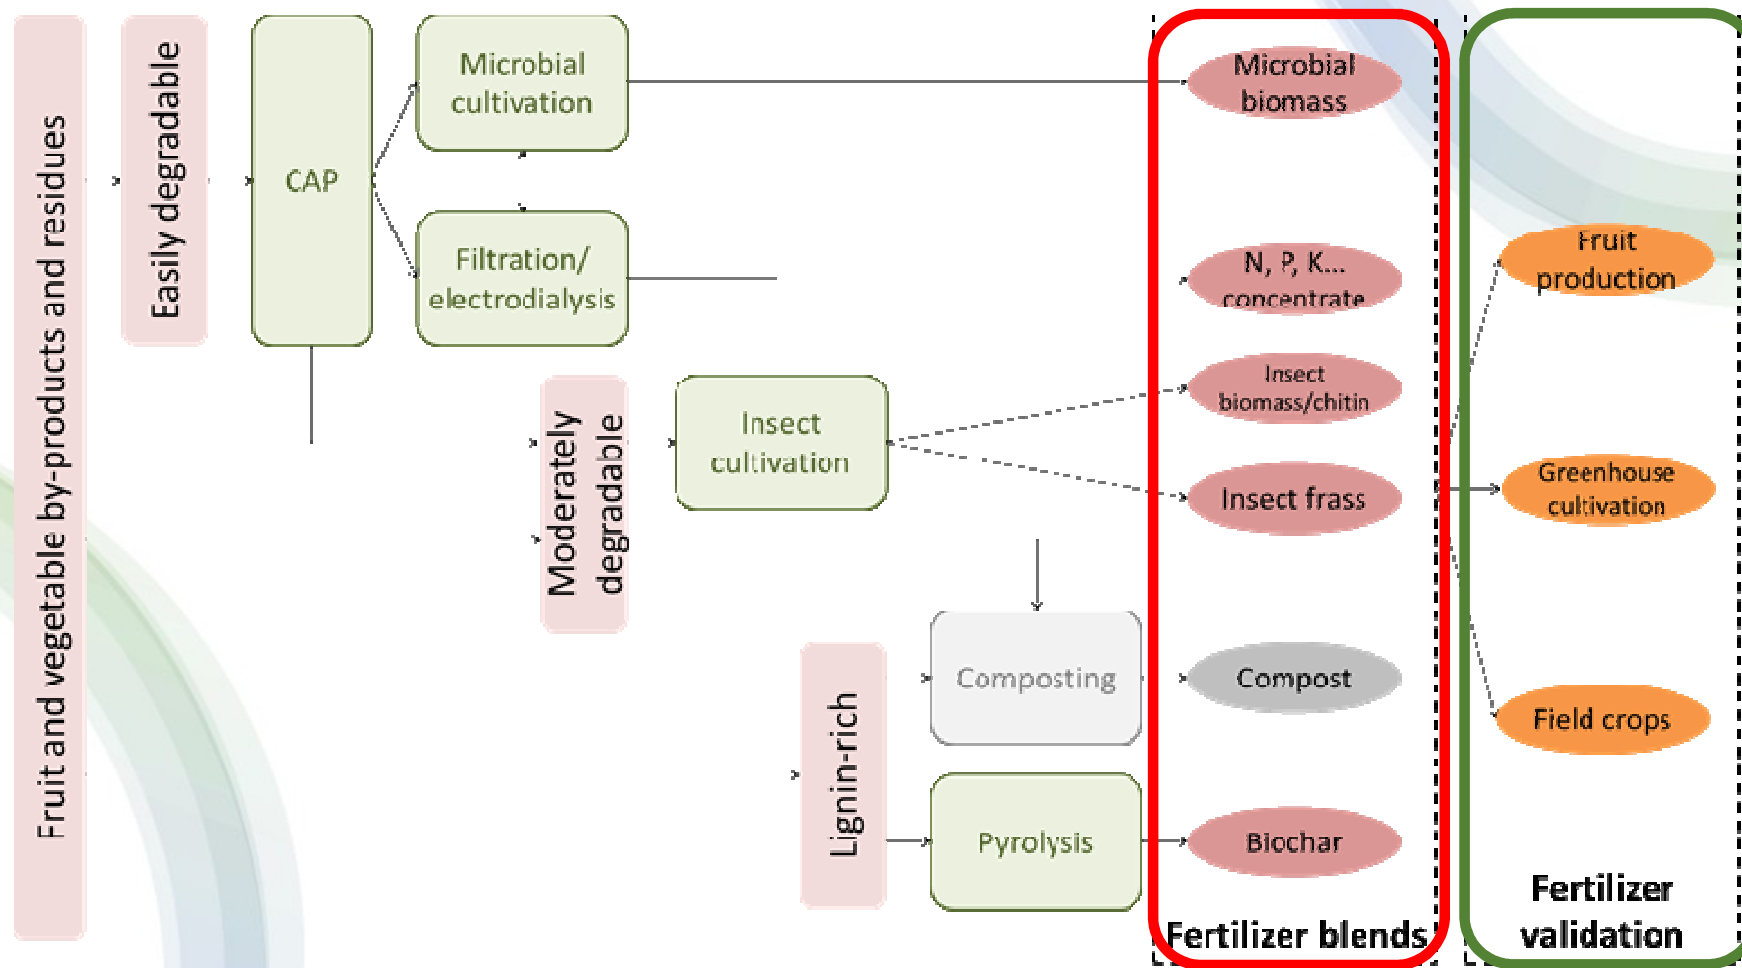 Fruit and vegetable by-products and residues
Easily degradable
CAP
Microbial
cultivation
Filtration/
electrodialysis
Moderately
degradable
Insect
cultivation
Lignin-rich
Composting
Pyrolysis
Microbial
biomass
N, P, K...
concentrate
Insect
biomass/chitin
Insect frass
Compost
Biochar
Fertilizer blends
Fruit
production
Greenhouse
cultivation
Field crops
Fertilizer
validation